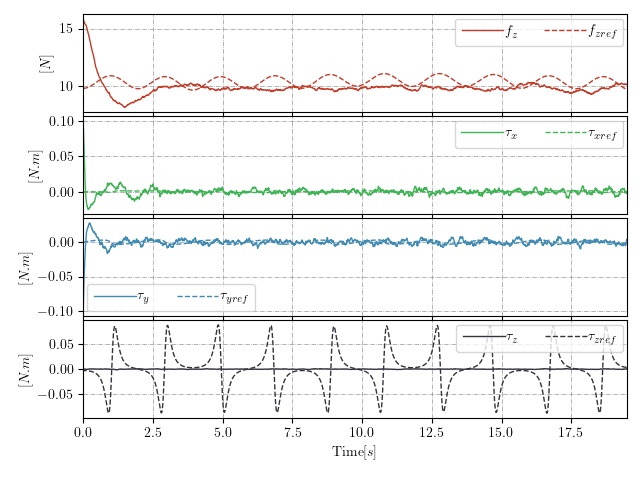 15
10
[N]
f_z f_zref
0.10
0.05
0.00
[N.m]
τ_x τ_xref
0.00
−0.05
−0.10
[N.m]
τ_y τ_yref
0.05
0.00
−0.05
[N.m]
τ_z τ_zref
0.0 2.5 5.0 7.5 10.0 12.5 15.0 17.5
Time[s]